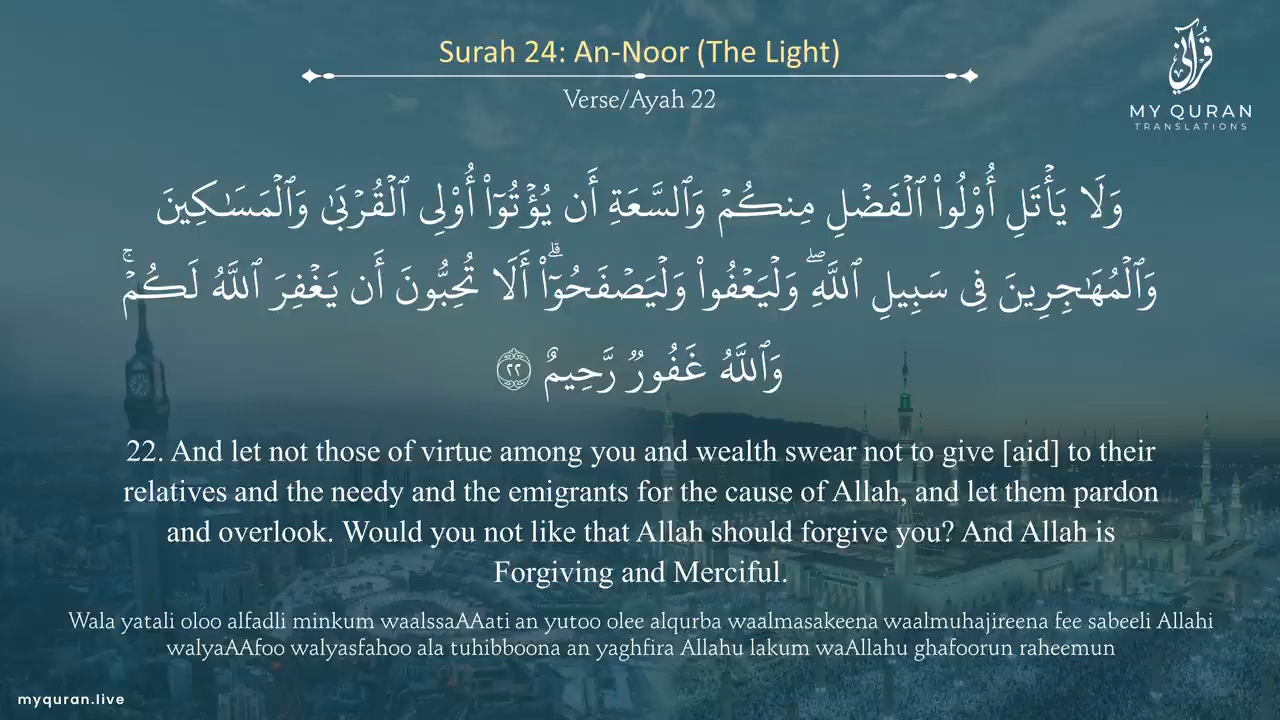 Surah 24: An-Noor (The Light)
Verse/Ayah 22
قرآني
MY QURAN
TRANSLATIONS
وَلَا يَأْتَلِ أُو۟لُوا۟ ٱلْفَضْلِ مِنكُمْ وَٱلسَّعَةِ أَن يُؤْتُوٓا۟ أُو۟لِى ٱلْقُرْبَىٰ وَٱلْمَسَـٰكِينَ
وَٱلْمُهَـٰجِرِينَ فِى سَبِيلِ ٱللَّهِ ۖ وَلْيَعْفُوا۟ وَلْيَصْفَحُوٓا۟ ۗ أَلَا تُحِبُّونَ أَن يَغْفِرَ ٱللَّهُ لَكُمْ ۚ
وَٱللَّهُ غَفُورٌ رَّحِيمٌ ٢٢
22. And let not those of virtue among you and wealth swear not to give [aid] to their
relatives and the needy and the emigrants for the cause of Allah, and let them pardon
and overlook. Would you not like that Allah should forgive you? And Allah is
Forgiving and Merciful.
Wala yatali oloo alfadli minkum waalssaAAati an yutoo olee alqurba waalmasakeena waalmuhajireena fee sabeeli Allahi
walyaAAfoo walyasfahoo ala tuhibboona an yaghfira Allahu lakum waAllahu ghafoorun raheemun
myquran.live